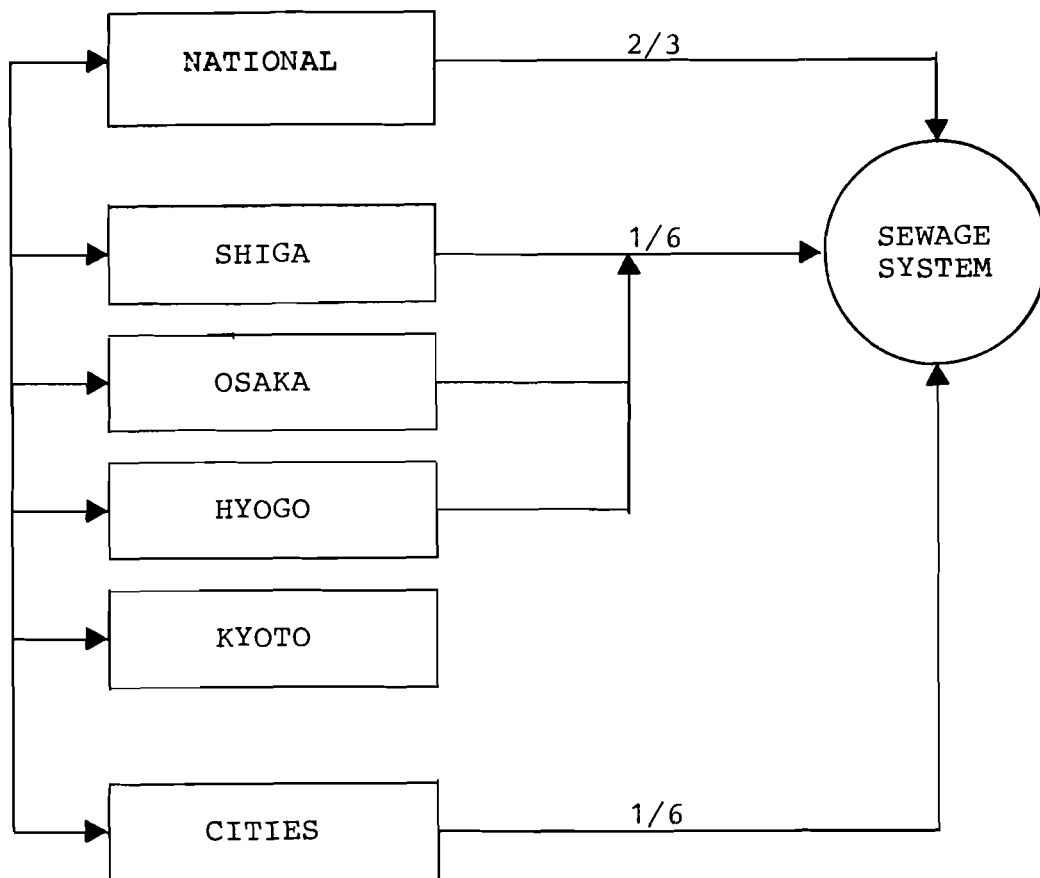 NATIONAL
2/3
SHIGA
1/6
SEWAGE
SYSTEM
OSAKA
HYOGO
KYOTO
CITIES
1/6